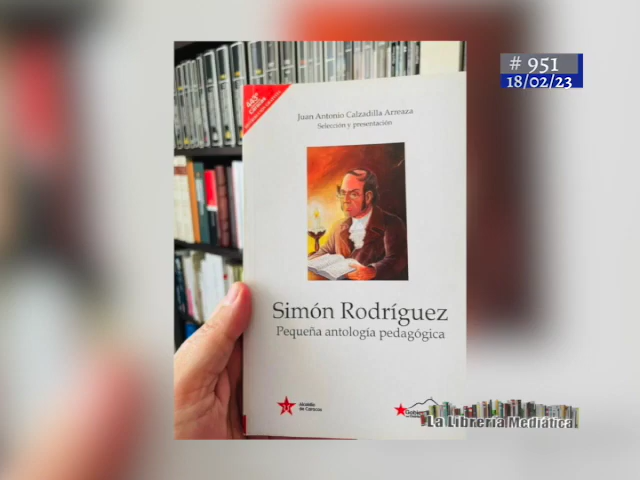 # 951
18/02/23
Juan Antonio Calzadilla Arreaza
Selección y presentación
Simón Rodríguez
Pequeña antología pedagógica
Alcaldía
de Caracas
La Librería Mediática